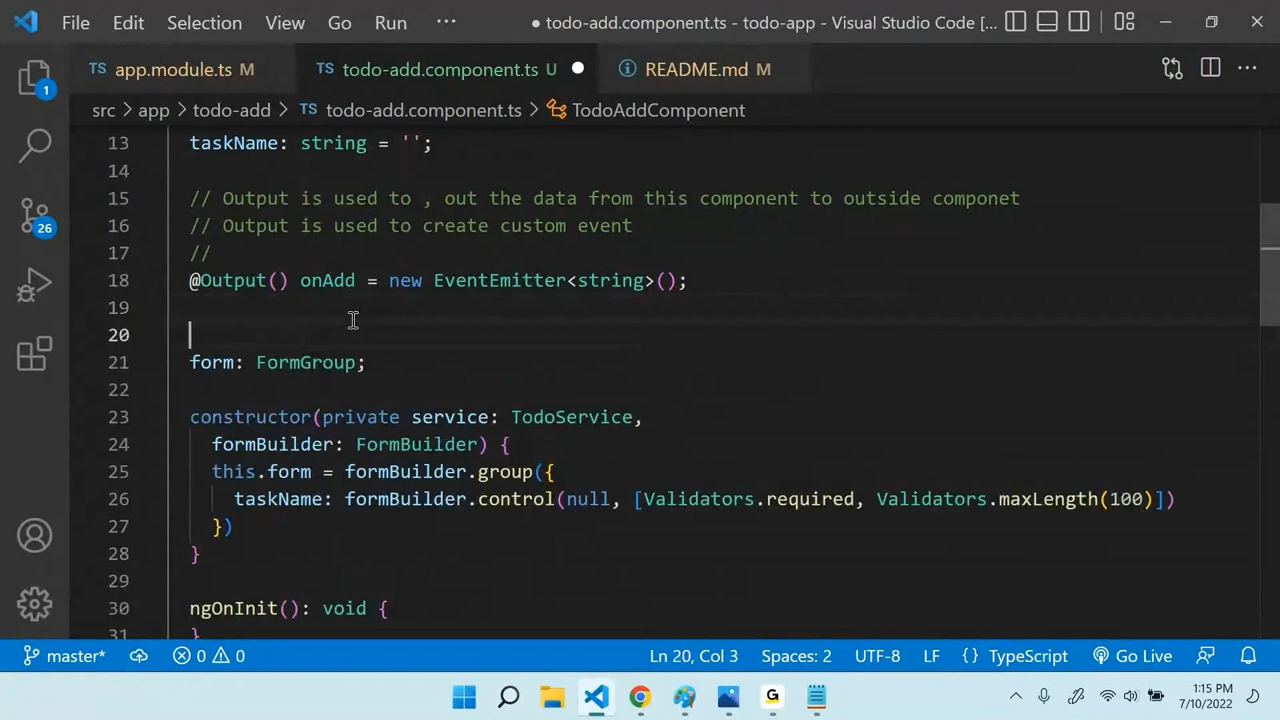 File Edit Selection View Go Run ··· ● todo-add.component.ts - todo-app - Visual Studio Code [...
TS app.module.ts M TS todo-add.component.ts U ● README.md M ···
src > app > todo-add > TS todo-add.component.ts > TodoAddComponent
13 taskName: string = '';
14
15 // Output is used to , out the data from this component to outside componet
16 // Output is used to create custom event
17 //
18 @Output() onAdd = new EventEmitter<string>();
19
20
21 form: FormGroup;
22
23 constructor(private service: TodoService,
24 formBuilder: FormBuilder) {
25 this.form = formBuilder.group({
26 taskName: formBuilder.control(null, [Validators.required, Validators.maxLength(100)])
27 })
28 }
29
30 ngOnInit(): void {
31 }
1
26
master* 0 0 Ln 20, Col 3 Spaces: 2 UTF-8 LF {} TypeScript Go Live
G 1:15 PM
7/10/2022